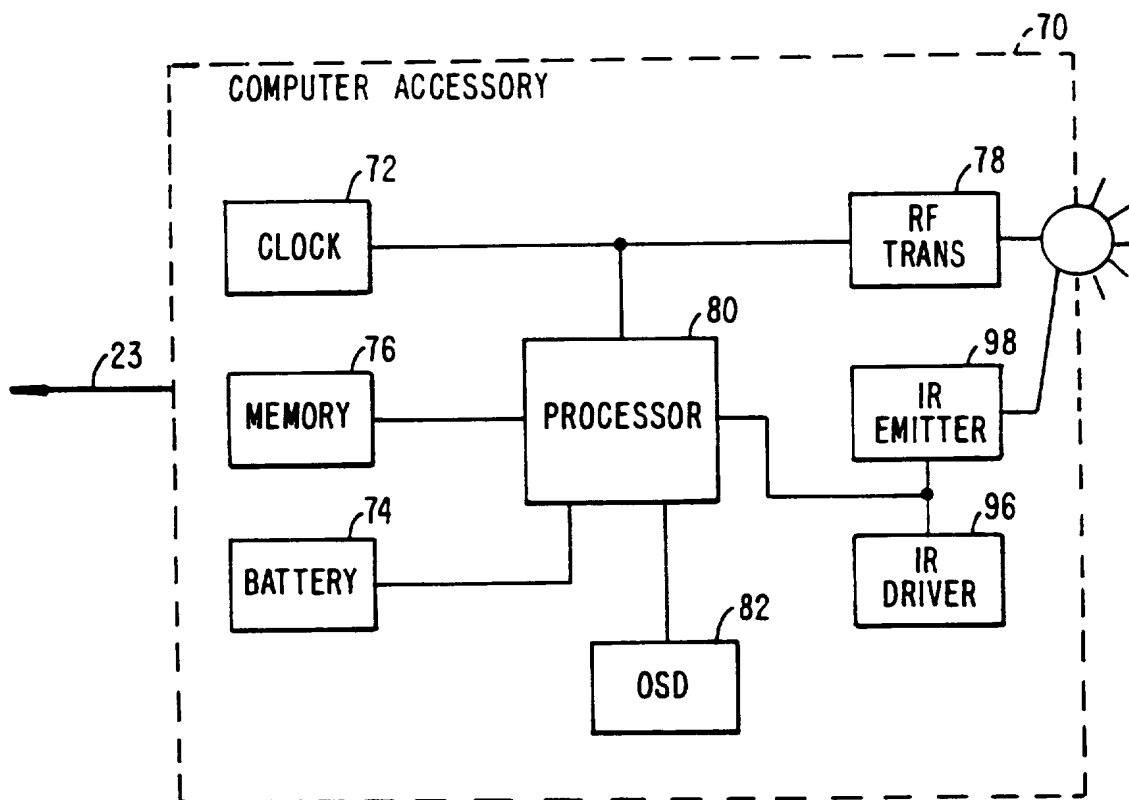 70
COMPUTER ACCESSORY
72
CLOCK
78
RF
TRANS
23
76
MEMORY
80
PROCESSOR
98
IR
EMITTER
74
BATTERY
96
IR
DRIVER
82
OSD